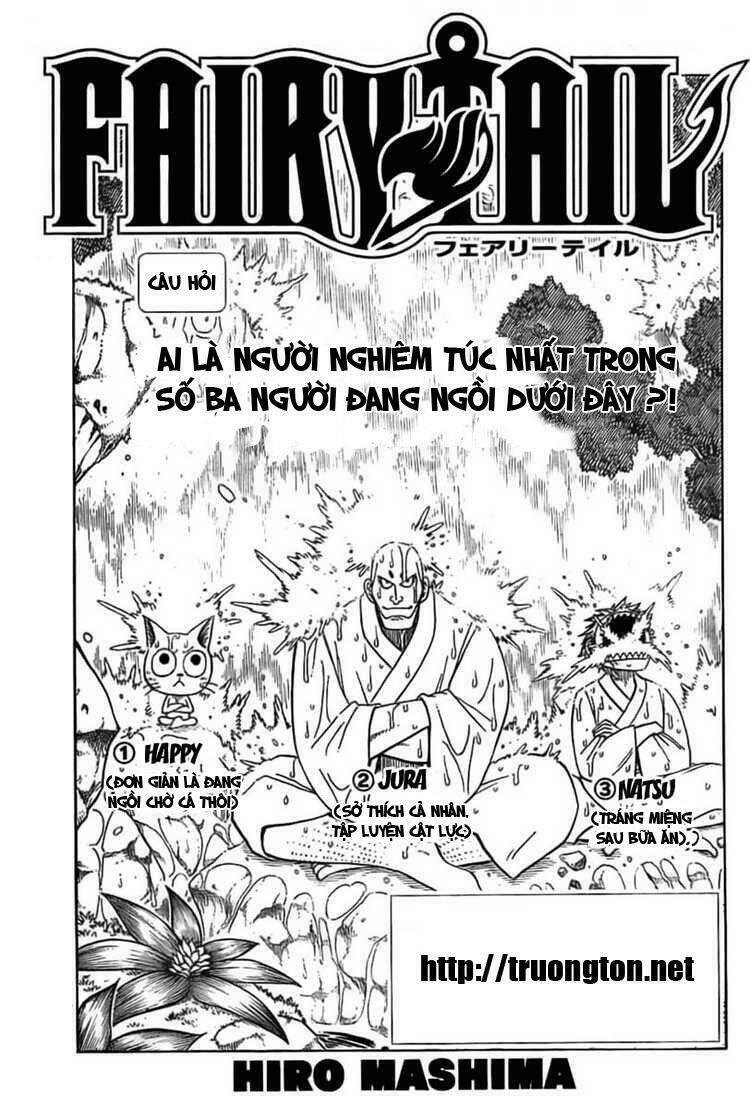 FAIRY TAIL
フェアリーテイル
CÂU HỎI
AI LÀ NGƯỜI NGHIÊM TÚC NHẤT TRONG
SỐ BA NGƯỜI ĐANG NGỒI DƯỚI ĐÂY ?!
① HAPPY
(ĐƠN GIẢN LÀ ĐANG
NGỒI CHỜ CÁ THÔI)
② JURA
(SỞ THÍCH CÁ NHÂN,
TẬP LUYỆN CẬT LỰC)
③ NATSU
(TRÁNG MIỆNG
SAU BỮA ĂN).)
http://truongton.net
HIRO MASHIMA